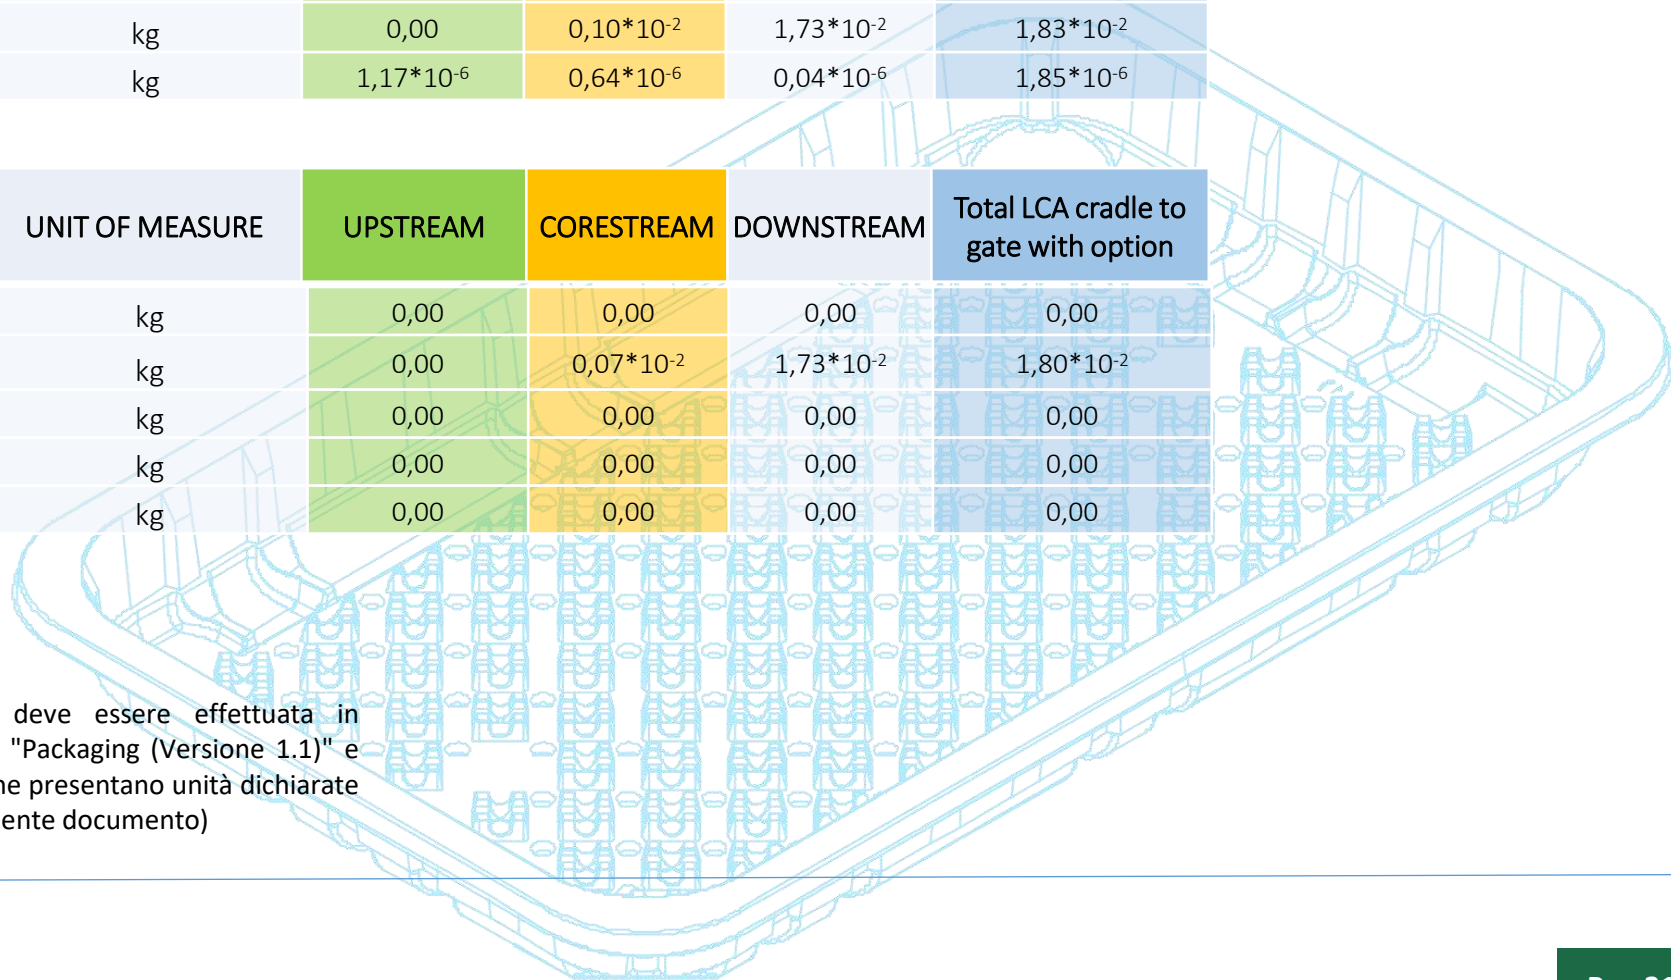 kg 0,00 0,10*10⁻² 1,73*10⁻² 1,83*10⁻²
kg 1,17*10⁻⁶ 0,64*10⁻⁶ 0,04*10⁻⁶ 1,85*10⁻⁶
UNIT OF MEASURE UPSTREAM CORESTREAM DOWNSTREAM Total LCA cradle to
gate with option
kg 0,00 0,00 0,00 0,00
kg 0,00 0,07*10⁻² 1,73*10⁻² 1,80*10⁻²
kg 0,00 0,00 0,00 0,00
kg 0,00 0,00 0,00 0,00
kg 0,00 0,00 0,00 0,00
deve essere effettuata in
"Packaging (Versione 1.1)" e
presentano unità dichiarate
documento)